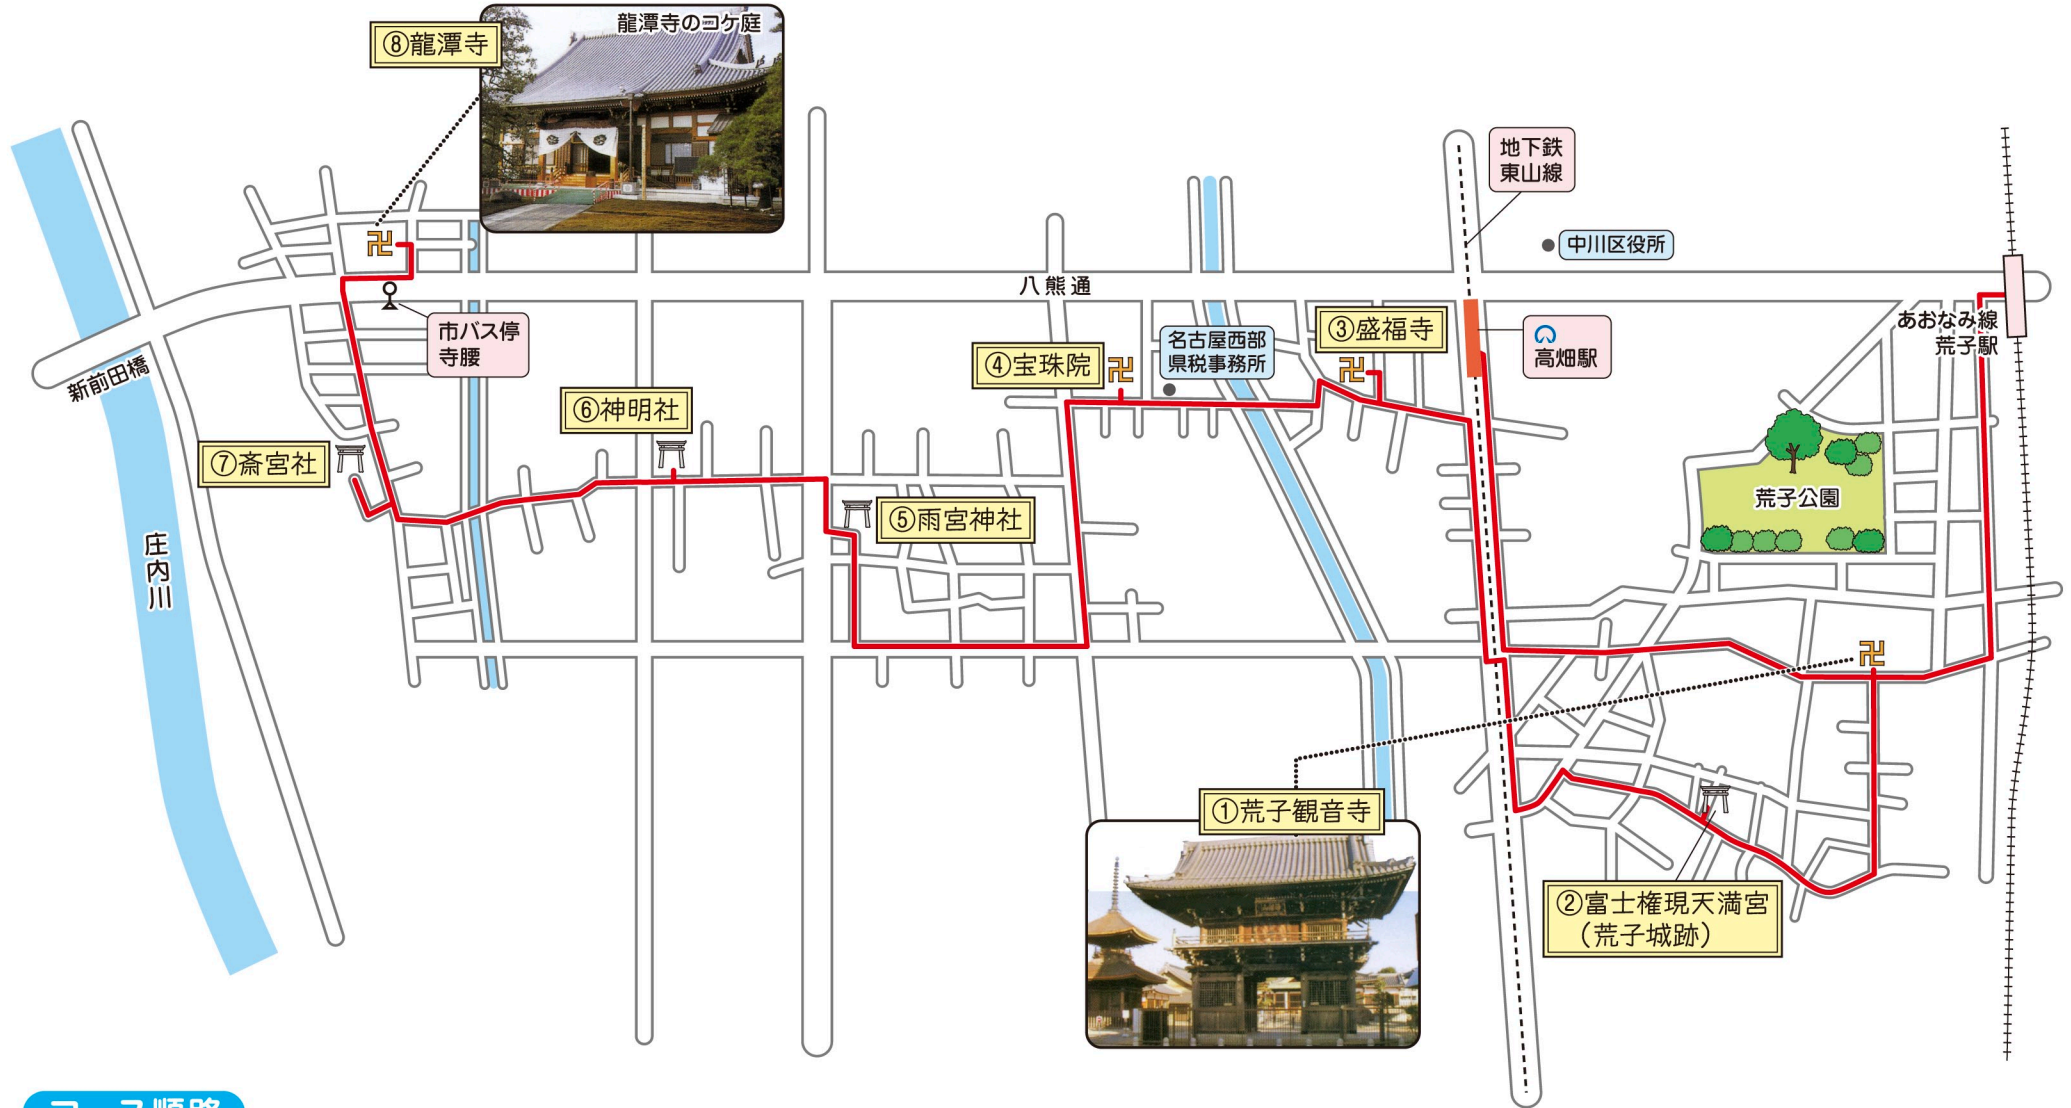 ⑧龍潭寺
龍潭寺のコケ庭
地下鉄
東山線
中川区役所
八熊通
市バス停
寺腰
新前田橋
名古屋西部
県税事務所
③盛福寺
高畑駅
あおなみ線
荒子駅
④宝珠院
⑥神明社
⑦斎宮社
⑤雨宮神社
荒子公園
庄内川
①荒子観音寺
②富士権現天満宮
（荒子城跡）
コース順路